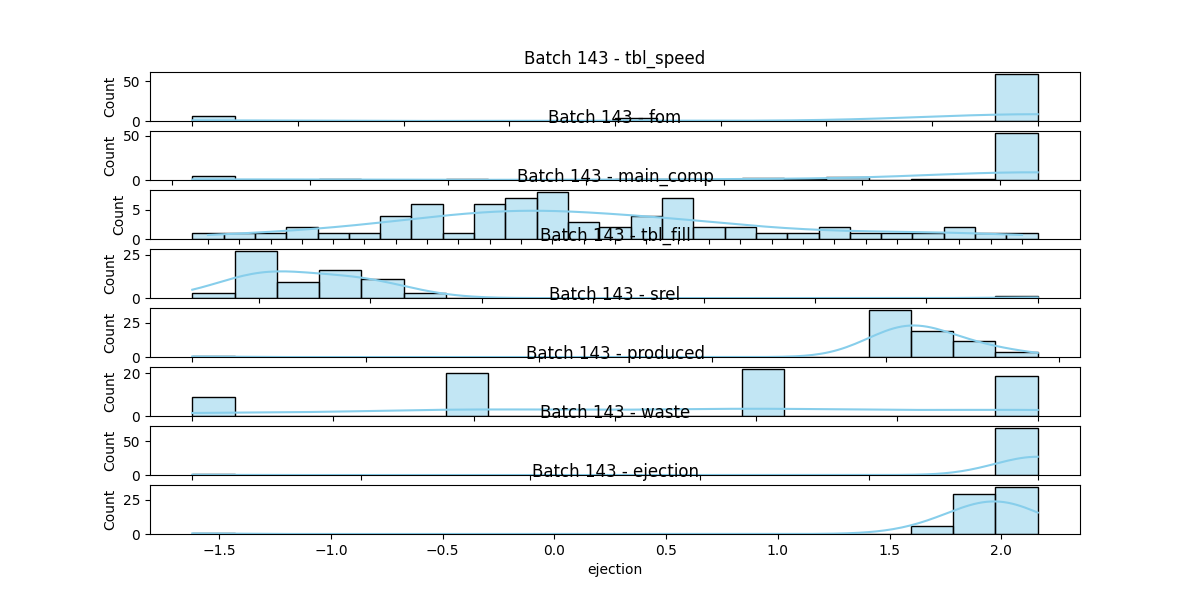 Batch 143 - tbl_speed
50
0
Count
Batch 143 - fom
50
0
Count
Batch 143 - main_comp
5
0
Count
Batch 143 - tbl_fill
25
0
Count
Batch 143 - srel
25
0
Count
Batch 143 - produced
20
0
Count
Batch 143 - waste
50
0
Count
Batch 143 - ejection
25
0
Count
−1.5 −1.0 −0.5 0.0 0.5 1.0 1.5 2.0
ejection